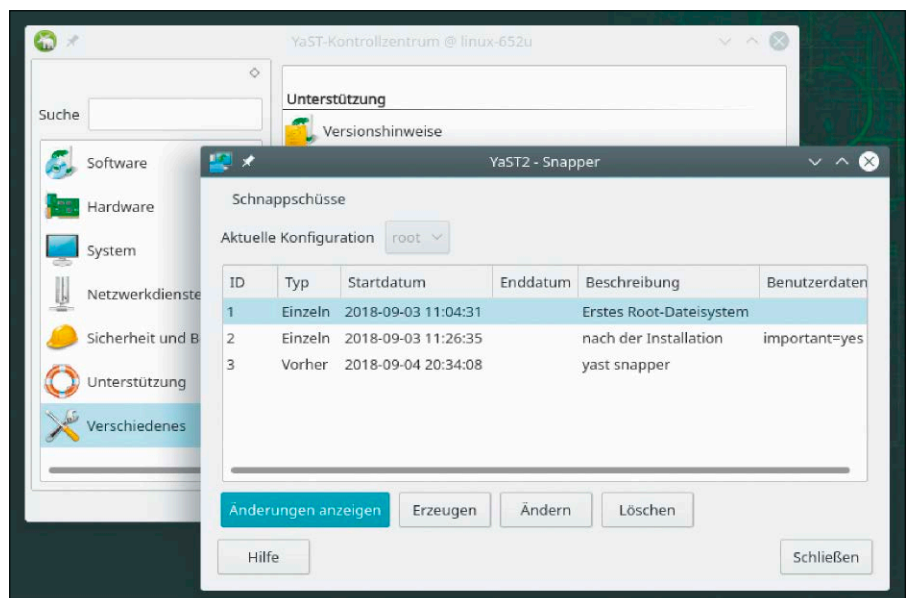 YaST-Kontrollzentrum @ linux-652u
Suche
Software
Hardware
System
Netzwerkdienste
Sicherheit und B
Unterstützung
Verschiedenes
Unterstützung
Versionshinweise
YaST2 - Snapper
Schnappschüsse
Aktuelle Konfiguration root
ID Typ Startdatum Enddatum Beschreibung Benutzerdaten
1 Einzeln 2018-09-03 11:04:31 Erstes Root-Dateisystem
2 Einzeln 2018-09-03 11:26:35 nach der Installation important=yes
3 Vorher 2018-09-04 20:34:08 yast snapper
Änderungen anzeigen Erzeugen Ändern Löschen
Hilfe Schließen